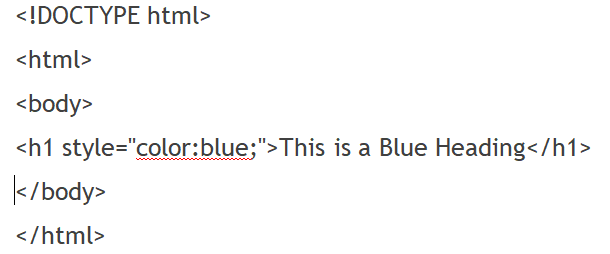 <!DOCTYPE html>
<html>
<body>
<h1 style="color:blue;">This is a Blue Heading</h1>
</body>
</html>